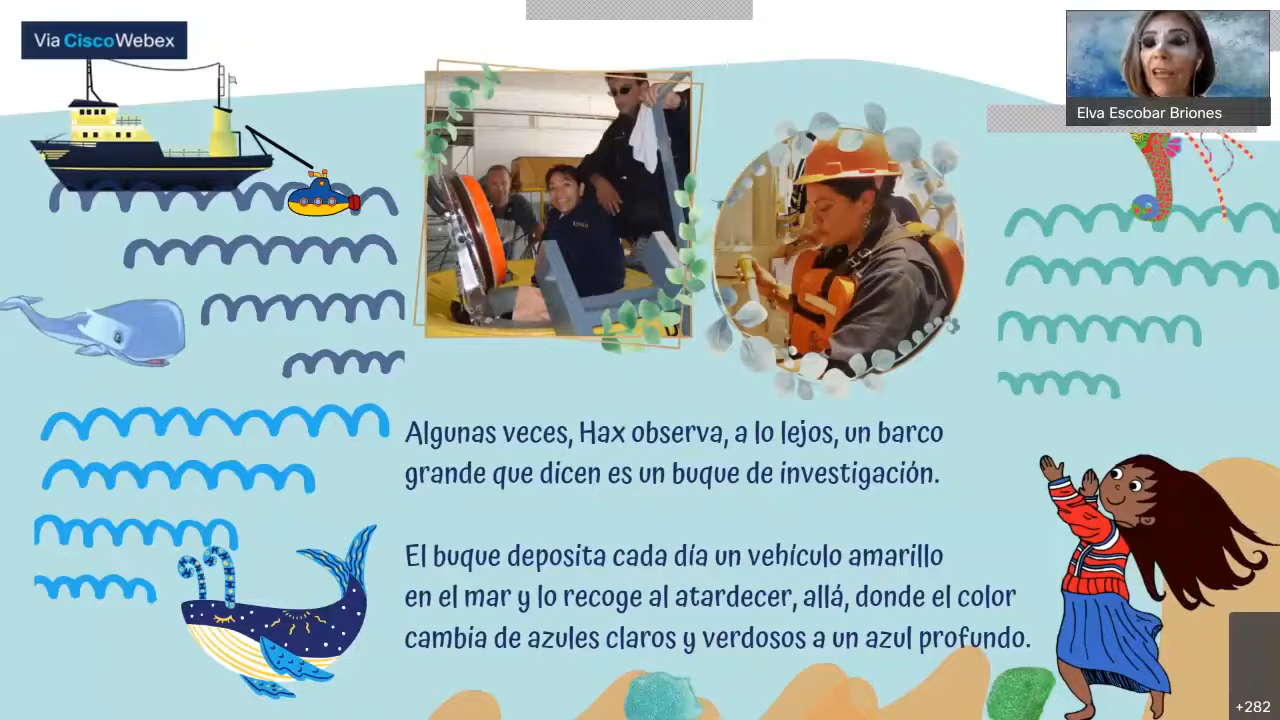 Via Cisco Webex
Elva Escobar Briones
Algunas veces, Hax observa, a lo lejos, un barco
grande que dicen es un buque de investigación.
El buque deposita cada día un vehículo amarillo
en el mar y lo recoge al atardecer, allá, donde el color
cambia de azules claros y verdosos a un azul profundo.
+282